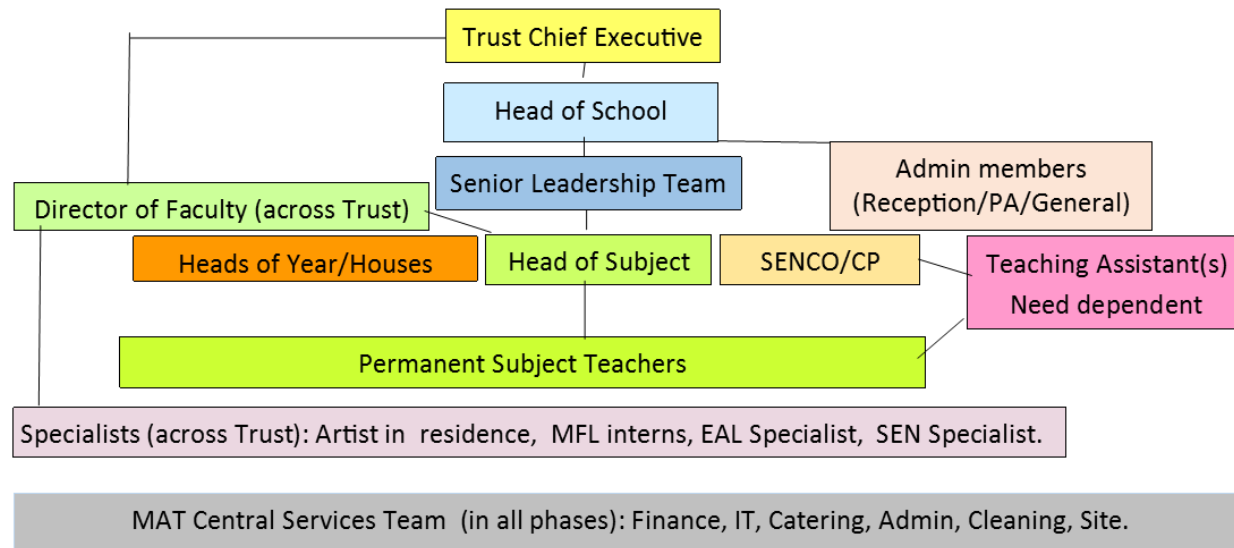 Trust Chief Executive
Head of School
Senior Leadership Team
Admin members
(Reception/PA/General)
Director of Faculty (across Trust)
Heads of Year/Houses
Head of Subject
SENCO/CP
Teaching Assistant(s)
Need dependent
Permanent Subject Teachers
Specialists (across Trust): Artist in  residence,  MFL interns, EAL Specialist,  SEN Specialist.
MAT Central Services Team  (in all phases): Finance, IT, Catering, Admin, Cleaning, Site.